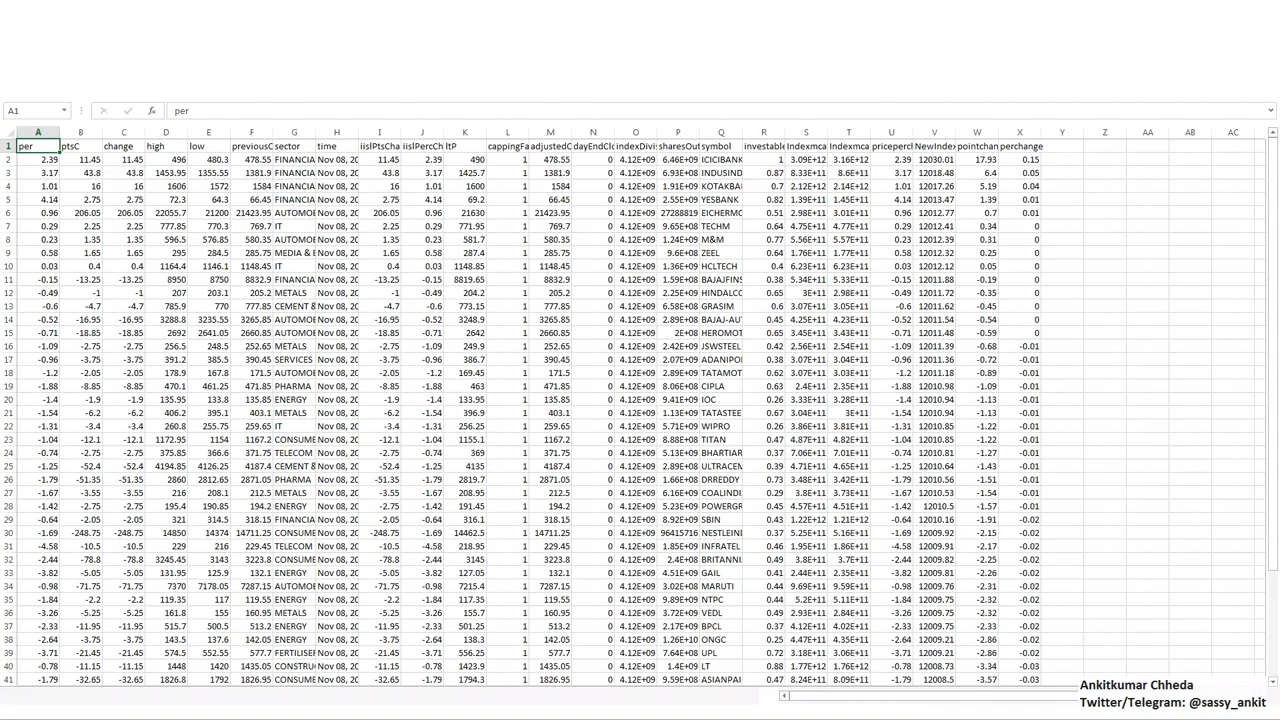 A1 per
A B C D E F G H I J K L M N O P Q R S T U V W X Y Z AA AB AC
1 per ptsC change high low previousC sector time iislPtsCha iislPercCh ltP cappingFa adjustedC dayEndClo indexDivis sharesOut symbol investable Indexmca Indexmca pricepercl NewIndex pointchan perchange
2 2.39 11.45 11.45 496 480.3 478.55 FINANCIA Nov 08, 20 11.45 2.39 490 1 478.55 0 4.12E+09 6.46E+09 ICICIBANK 1 3.09E+12 3.16E+12 2.39 12030.01 17.93 0.15
3 3.17 43.8 43.8 1453.95 1355.55 1381.9 FINANCIA Nov 08, 20 43.8 3.17 1425.7 1 1381.9 0 4.12E+09 6.93E+08 INDUSIND 0.87 8.33E+11 8.6E+11 3.17 12018.48 6.4 0.05
4 1.01 16 16 1606 1572 1584 FINANCIA Nov 08, 20 16 1.01 1600 1 1584 0 4.12E+09 1.91E+09 KOTAKBA 0.7 2.12E+12 2.14E+12 1.01 12017.26 5.19 0.04
5 4.14 2.75 2.75 72.3 64.3 66.45 FINANCIA Nov 08, 20 2.75 4.14 69.2 1 66.45 0 4.12E+09 2.55E+09 YESBANK 0.82 1.39E+11 1.45E+11 4.14 12013.47 1.39 0.01
6 0.96 206.05 206.05 22055.7 21200 21423.95 AUTOMOE Nov 08, 20 206.05 0.96 21630 1 21423.95 0 4.12E+09 27288819 EICHERMC 0.51 2.98E+11 3.01E+11 0.96 12012.77 0.7 0.01
7 0.29 2.25 2.25 777.85 770.3 769.7 IT Nov 08, 20 2.25 0.29 771.95 1 769.7 0 4.12E+09 9.65E+08 TECHM 0.64 4.75E+11 4.77E+11 0.29 12012.41 0.34 0
8 0.23 1.35 1.35 596.5 576.85 580.35 AUTOMOE Nov 08, 20 1.35 0.23 581.7 1 580.35 0 4.12E+09 1.24E+09 M&M 0.77 5.56E+11 5.57E+11 0.23 12012.39 0.31 0
9 0.58 1.65 1.65 295 284.5 285.75 MEDIA & E Nov 08, 20 1.65 0.58 287.4 1 285.75 0 4.12E+09 9.6E+08 ZEEL 0.64 1.76E+11 1.77E+11 0.58 12012.32 0.25 0
10 0.03 0.4 0.4 1164.4 1146.1 1148.45 IT Nov 08, 20 0.4 0.03 1148.85 1 1148.45 0 4.12E+09 1.36E+09 HCLTECH 0.4 6.23E+11 6.23E+11 0.03 12012.12 0.05 0
11 -0.15 -13.25 -13.25 8950 8750 8832.9 FINANCIA Nov 08, 20 -13.25 -0.15 8819.65 1 8832.9 0 4.12E+09 1.59E+08 BAJAJFINS 0.38 5.34E+11 5.33E+11 -0.15 12011.88 -0.19 0
12 -0.49 -1 -1 207 203.1 205.2 METALS Nov 08, 20 -1 -0.49 204.2 1 205.2 0 4.12E+09 2.25E+09 HINDALCO 0.65 3E+11 2.98E+11 -0.49 12011.72 -0.35 0
13 -0.6 -4.7 -4.7 785.9 770 777.85 CEMENT & Nov 08, 20 -4.7 -0.6 773.15 1 777.85 0 4.12E+09 6.58E+08 GRASIM 0.6 3.07E+11 3.05E+11 -0.6 12011.62 -0.45 0
14 -0.52 -16.95 -16.95 3288.8 3235.55 3265.85 AUTOMOE Nov 08, 20 -16.95 -0.52 3248.9 1 3265.85 0 4.12E+09 2.89E+08 BAJAJ-AU 0.45 4.25E+11 4.23E+11 -0.52 12011.54 -0.54 0
15 -0.71 -18.85 -18.85 2692 2641.05 2660.85 AUTOMOE Nov 08, 20 -18.85 -0.71 2642 1 2660.85 0 4.12E+09 2E+08 HEROMOT 0.65 3.45E+11 3.43E+11 -0.71 12011.48 -0.59 0
16 -1.09 -2.75 -2.75 256.5 248.5 252.65 METALS Nov 08, 20 -2.75 -1.09 249.9 1 252.65 0 4.12E+09 2.42E+09 JSWSTEEL 0.42 2.56E+11 2.54E+11 -1.09 12011.39 -0.68 -0.01
17 -0.96 -3.75 -3.75 391.2 385.5 390.45 SERVICES Nov 08, 20 -3.75 -0.96 386.7 1 390.45 0 4.12E+09 2.07E+09 ADANIPO 0.38 3.07E+11 3.04E+11 -0.96 12011.36 -0.72 -0.01
18 -1.2 -2.05 -2.05 178.9 167.8 171.5 AUTOMOE Nov 08, 20 -2.05 -1.2 169.45 1 171.5 0 4.12E+09 2.89E+09 TATAMOT 0.62 3.07E+11 3.03E+11 -1.2 12011.18 -0.89 -0.01
19 -1.88 -8.85 -8.85 470.1 461.25 471.85 PHARMA Nov 08, 20 -8.85 -1.88 463 1 471.85 0 4.12E+09 8.06E+08 CIPLA 0.63 2.4E+11 2.35E+11 -1.88 12010.98 -1.09 -0.01
20 -1.4 -1.9 -1.9 135.95 133.8 135.85 ENERGY Nov 08, 20 -1.9 -1.4 133.95 1 135.85 0 4.12E+09 9.41E+09 IOC 0.26 3.33E+11 3.28E+11 -1.4 12010.94 -1.13 -0.01
21 -1.54 -6.2 -6.2 406.2 395.1 403.1 METALS Nov 08, 20 -6.2 -1.54 396.9 1 403.1 0 4.12E+09 1.13E+09 TATASTEE 0.67 3.05E+11 3E+11 -1.54 12010.94 -1.13 -0.01
22 -1.31 -3.4 -3.4 260.8 255.75 259.65 IT Nov 08, 20 -3.4 -1.31 256.25 1 259.65 0 4.12E+09 5.71E+09 WIPRO 0.26 3.86E+11 3.81E+11 -1.31 12010.85 -1.22 -0.01
23 -1.04 -12.1 -12.1 1172.95 1154 1167.2 CONSUME Nov 08, 20 -12.1 -1.04 1155.1 1 1167.2 0 4.12E+09 8.88E+08 TITAN 0.47 4.87E+11 4.82E+11 -1.04 12010.85 -1.22 -0.01
24 -0.74 -2.75 -2.75 375.85 366.6 371.75 TELECOM Nov 08, 20 -2.75 -0.74 369 1 371.75 0 4.12E+09 5.13E+09 BHARTIAR 0.37 7.06E+11 7.01E+11 -0.74 12010.80 -1.27 -0.01
25 -1.25 -52.4 -52.4 4194.85 4126.25 4187.4 CEMENT & Nov 08, 20 -52.4 -1.25 4135 1 4187.4 0 4.12E+09 2.89E+08 ULTRACEM 0.39 4.71E+11 4.65E+11 -1.25 12010.64 -1.43 -0.01
26 -1.79 -51.35 -51.35 2860 2812.65 2871.05 PHARMA Nov 08, 20 -51.35 -1.79 2819.7 1 2871.05 0 4.12E+09 1.66E+08 DRREDDY 0.73 3.48E+11 3.42E+11 -1.79 12010.56 -1.51 -0.01
27 -1.67 -3.55 -3.55 216 208.1 212.5 METALS Nov 08, 20 -3.55 -1.67 208.95 1 212.5 0 4.12E+09 6.16E+09 COALINDI 0.29 3.8E+11 3.73E+11 -1.67 12010.53 -1.54 -0.01
28 -1.42 -2.75 -2.75 195.4 190.85 194.2 ENERGY Nov 08, 20 -2.75 -1.42 191.45 1 194.2 0 4.12E+09 5.23E+09 POWERGR 0.45 4.57E+11 4.51E+11 -1.42 12010.5 -1.57 -0.01
29 -0.64 -2.05 -2.05 321 314.5 318.15 FINANCIA Nov 08, 20 -2.05 -0.64 316.1 1 318.15 0 4.12E+09 8.92E+09 SBIN 0.43 1.22E+12 1.21E+12 -0.64 12010.16 -1.91 -0.02
30 -1.69 -248.75 -248.75 14850 14374 14711.25 CONSUME Nov 08, 20 -248.75 -1.69 14462.5 1 14711.25 0 4.12E+09 96415716 NESTLEIN 0.37 5.25E+11 5.16E+11 -1.69 12009.92 -2.15 -0.02
31 -4.58 -10.5 -10.5 229 216 229.45 TELECOM Nov 08, 20 -10.5 -4.58 218.95 1 229.45 0 4.12E+09 1.85E+09 INFRATEL 0.46 1.95E+11 1.86E+11 -4.58 12009.91 -2.17 -0.02
32 -2.44 -78.8 -78.8 3245.45 3143 3223.8 CONSUME Nov 08, 20 -78.8 -2.44 3145 1 3223.8 0 4.12E+09 2.4E+08 BRITANNI 0.49 3.8E+11 3.7E+11 -2.44 12009.82 -2.25 -0.02
33 -3.82 -5.05 -5.05 131.95 125.9 132.1 ENERGY Nov 08, 20 -5.05 -3.82 127.05 1 132.1 0 4.12E+09 4.51E+09 GAIL 0.41 2.44E+11 2.35E+11 -3.82 12009.81 -2.26 -0.02
34 -0.98 -71.75 -71.75 7370 7178.05 7287.15 AUTOMOE Nov 08, 20 -71.75 -0.98 7215.4 1 7287.15 0 4.12E+09 3.02E+08 MARUTI 0.44 9.69E+11 9.59E+11 -0.98 12009.76 -2.31 -0.02
35 -1.84 -2.2 -2.2 119.35 117 119.55 ENERGY Nov 08, 20 -2.2 -1.84 117.35 1 119.55 0 4.12E+09 9.89E+09 NTPC 0.44 5.2E+11 5.11E+11 -1.84 12009.75 -2.32 -0.02
36 -3.26 -5.25 -5.25 161.8 155 160.95 METALS Nov 08, 20 -5.25 -3.26 155.7 1 160.95 0 4.12E+09 3.72E+09 VEDL 0.49 2.93E+11 2.84E+11 -3.26 12009.75 -2.32 -0.02
37 -2.33 -11.95 -11.95 515.7 500.5 513.2 ENERGY Nov 08, 20 -11.95 -2.33 501.25 1 513.2 0 4.12E+09 2.17E+09 BPCL 0.37 4.12E+11 4.02E+11 -2.33 12009.73 -2.34 -0.02
38 -2.64 -3.75 -3.75 143.5 137.6 142.05 ENERGY Nov 08, 20 -3.75 -2.64 138.3 1 142.05 0 4.12E+09 1.26E+10 ONGC 0.25 4.47E+11 4.35E+11 -2.64 12009.21 -2.86 -0.02
39 -3.71 -21.45 -21.45 574.5 552.55 577.7 FERTILISE Nov 08, 20 -21.45 -3.71 556.25 1 577.7 0 4.12E+09 7.64E+08 UPL 0.72 3.18E+11 3.06E+11 -3.71 12009.21 -2.86 -0.02
40 -0.78 -11.15 -11.15 1448 1420 1435.05 CONSTRU Nov 08, 20 -11.15 -0.78 1423.9 1 1435.05 0 4.12E+09 1.4E+09 LT 0.88 1.77E+12 1.76E+12 -0.78 12008.73 -3.34 -0.03
41 -1.79 -32.65 -32.65 1826.8 1792 1826.95 CONSUME Nov 08, 20 -32.65 -1.79 1794.3 1 1826.95 0 4.12E+09 9.59E+08 ASIANPAI 0.47 8.24E+11 8.09E+11 -1.79 12008.5 -3.57 -0.03
Ankitkumar Chheda
Twitter/Telegram: @sassy_ankit